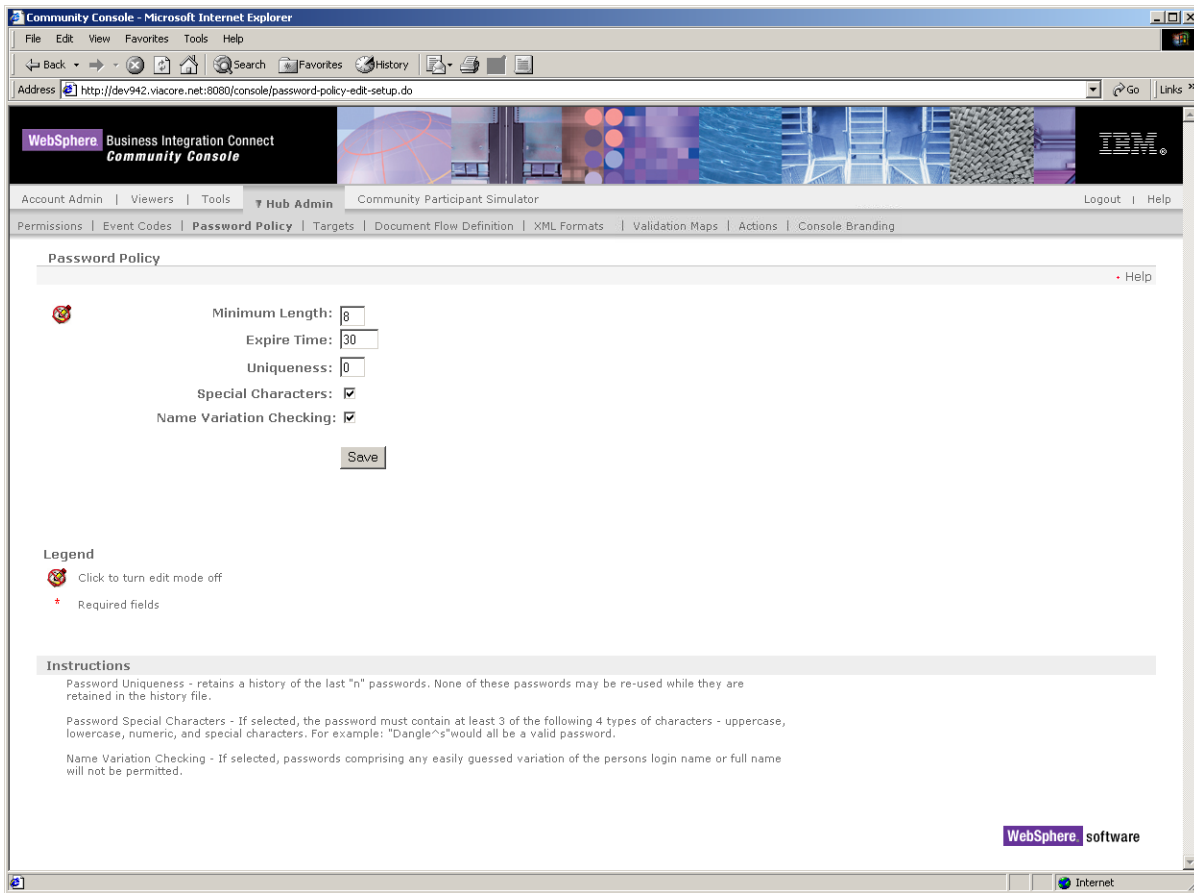 Community Console - Microsoft Internet Explorer
File Edit View Favorites Tools Help
Back Search Favorites History
Address http://dev942.viacore.net:8080/console/password-policy-edit-setup.do Go Links »
WebSphere. Business Integration Connect
Community Console
IBM®
Account Admin | Viewers | Tools Hub Admin Community Participant Simulator Logout | Help
Permissions | Event Codes | Password Policy | Targets | Document Flow Definition | XML Formats | Validation Maps | Actions | Console Branding
Password Policy
• Help
Minimum Length: 8
Expire Time: 30
Uniqueness: 0
Special Characters:
Name Variation Checking:
Save
Legend
Click to turn edit mode off
* Required fields
Instructions
Password Uniqueness - retains a history of the last "n" passwords. None of these passwords may be re-used while they are
retained in the history file.
Password Special Characters - If selected, the password must contain at least 3 of the following 4 types of characters - uppercase,
lowercase, numeric, and special characters. For example: "Dangle^s"would all be a valid password.
Name Variation Checking - If selected, passwords comprising any easily guessed variation of the persons login name or full name
will not be permitted.
WebSphere. software
Internet